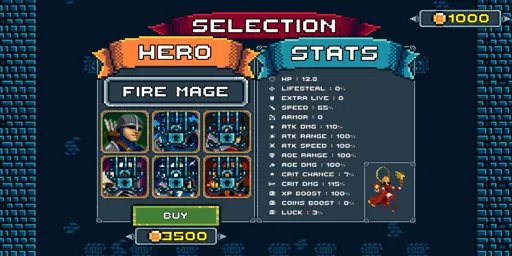 SELECTION
1000
HERO
STATS
FIRE MAGE
HP : 12.0
LIFESTEAL : 0%
EXTRA LIVE : 0
SPEED : 65%
ARMOR : 0
ATK DMG : 110%
ATK RANGE : 100%
ATK SPEED : 100%
AOE RANGE : 100%
AOE DMG : 100%
CRIT CHANCE : 7%
CRIT DMG : 115%
XP BOOST : 100%
COINS BOOST : 0%
LUCK : 3%
BUY
3500